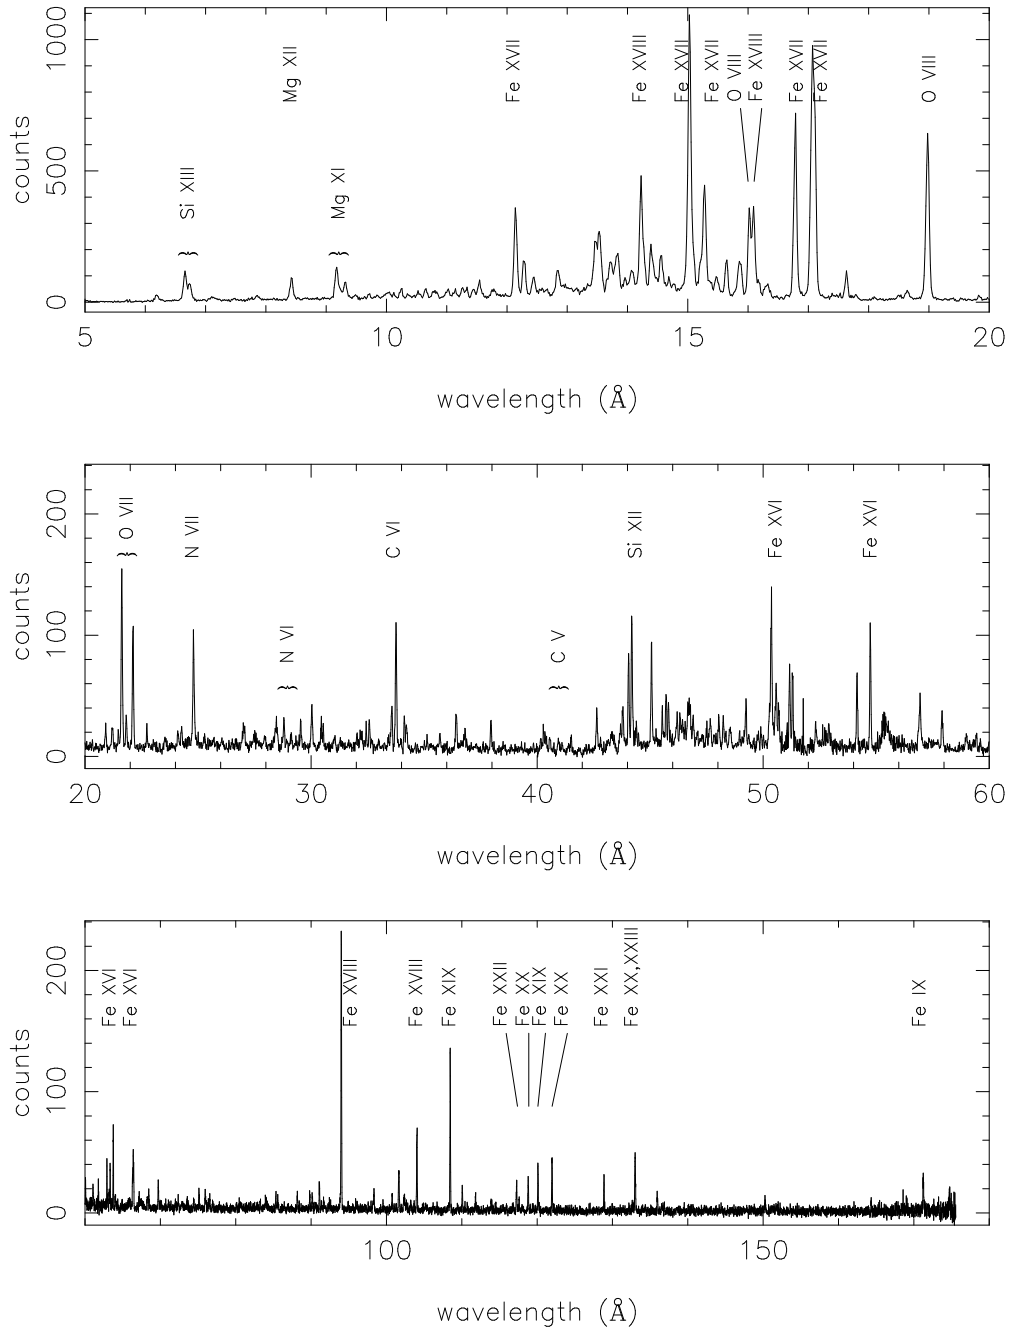 1000
500
0
counts
Si XIII
Mg XII
Mg XI
Fe XVII
Fe XVIII
Fe XVII
Fe XVII
O VIII
Fe XVIII
Fe XVII
Fe XVII
O VIII
5
10
15
20
wavelength (Å)
200
100
0
counts
O VII
N VII
N VI
C VI
C V
Si XII
Fe XVI
Fe XVI
20
30
40
50
60
wavelength (Å)
200
100
0
counts
Fe XVI
Fe XVI
Fe XVIII
Fe XVIII
Fe XIX
Fe XXII
Fe XX
Fe XIX
Fe XX
Fe XXI
Fe XX,XXIII
Fe IX
100
150
wavelength (Å)